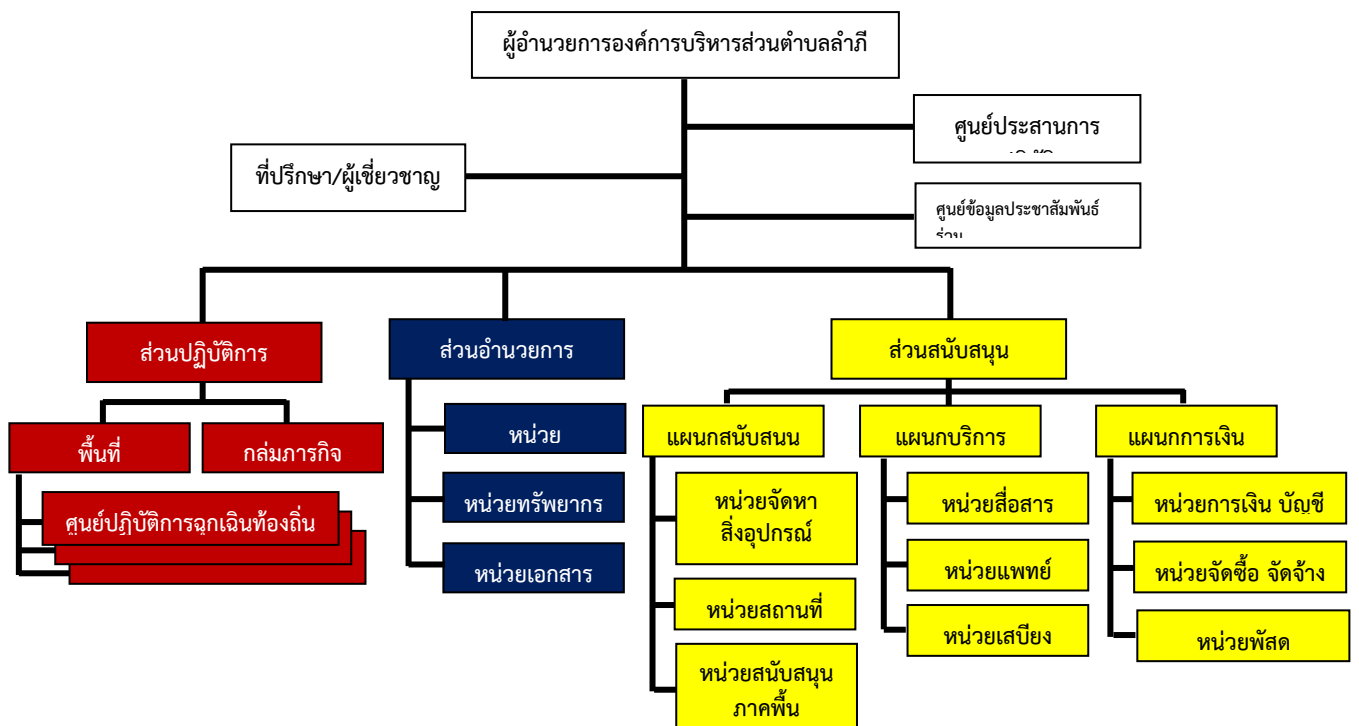 ผู้อำนวยการองค์การบริหารส่วนตำบลลำภี
ศูนย์ประสานการ
ที่ปรึกษา/ผู้เชี่ยวชาญ
ศูนย์ข้อมูลประชาสัมพันธ์
ร่วม
ส่วนปฏิบัติการ
ส่วนอำนวยการ
ส่วนสนับสนุน
พื้นที่
กลุ่มภารกิจ
ศูนย์ปฏิบัติการฉุกเฉินท้องถิ่น
หน่วย
หน่วยทรัพยากร
หน่วยเอกสาร
แผนกสนับสนุน
แผนกบริการ
แผนกการเงิน
หน่วยจัดหา
สิ่งอุปกรณ์
หน่วยสถานที่
หน่วยสนับสนุน
ภาคพื้น
หน่วยสื่อสาร
หน่วยแพทย์
หน่วยเสบียง
หน่วยการเงิน บัญชี
หน่วยจัดซื้อ จัดจ้าง
หน่วยพัสดุ